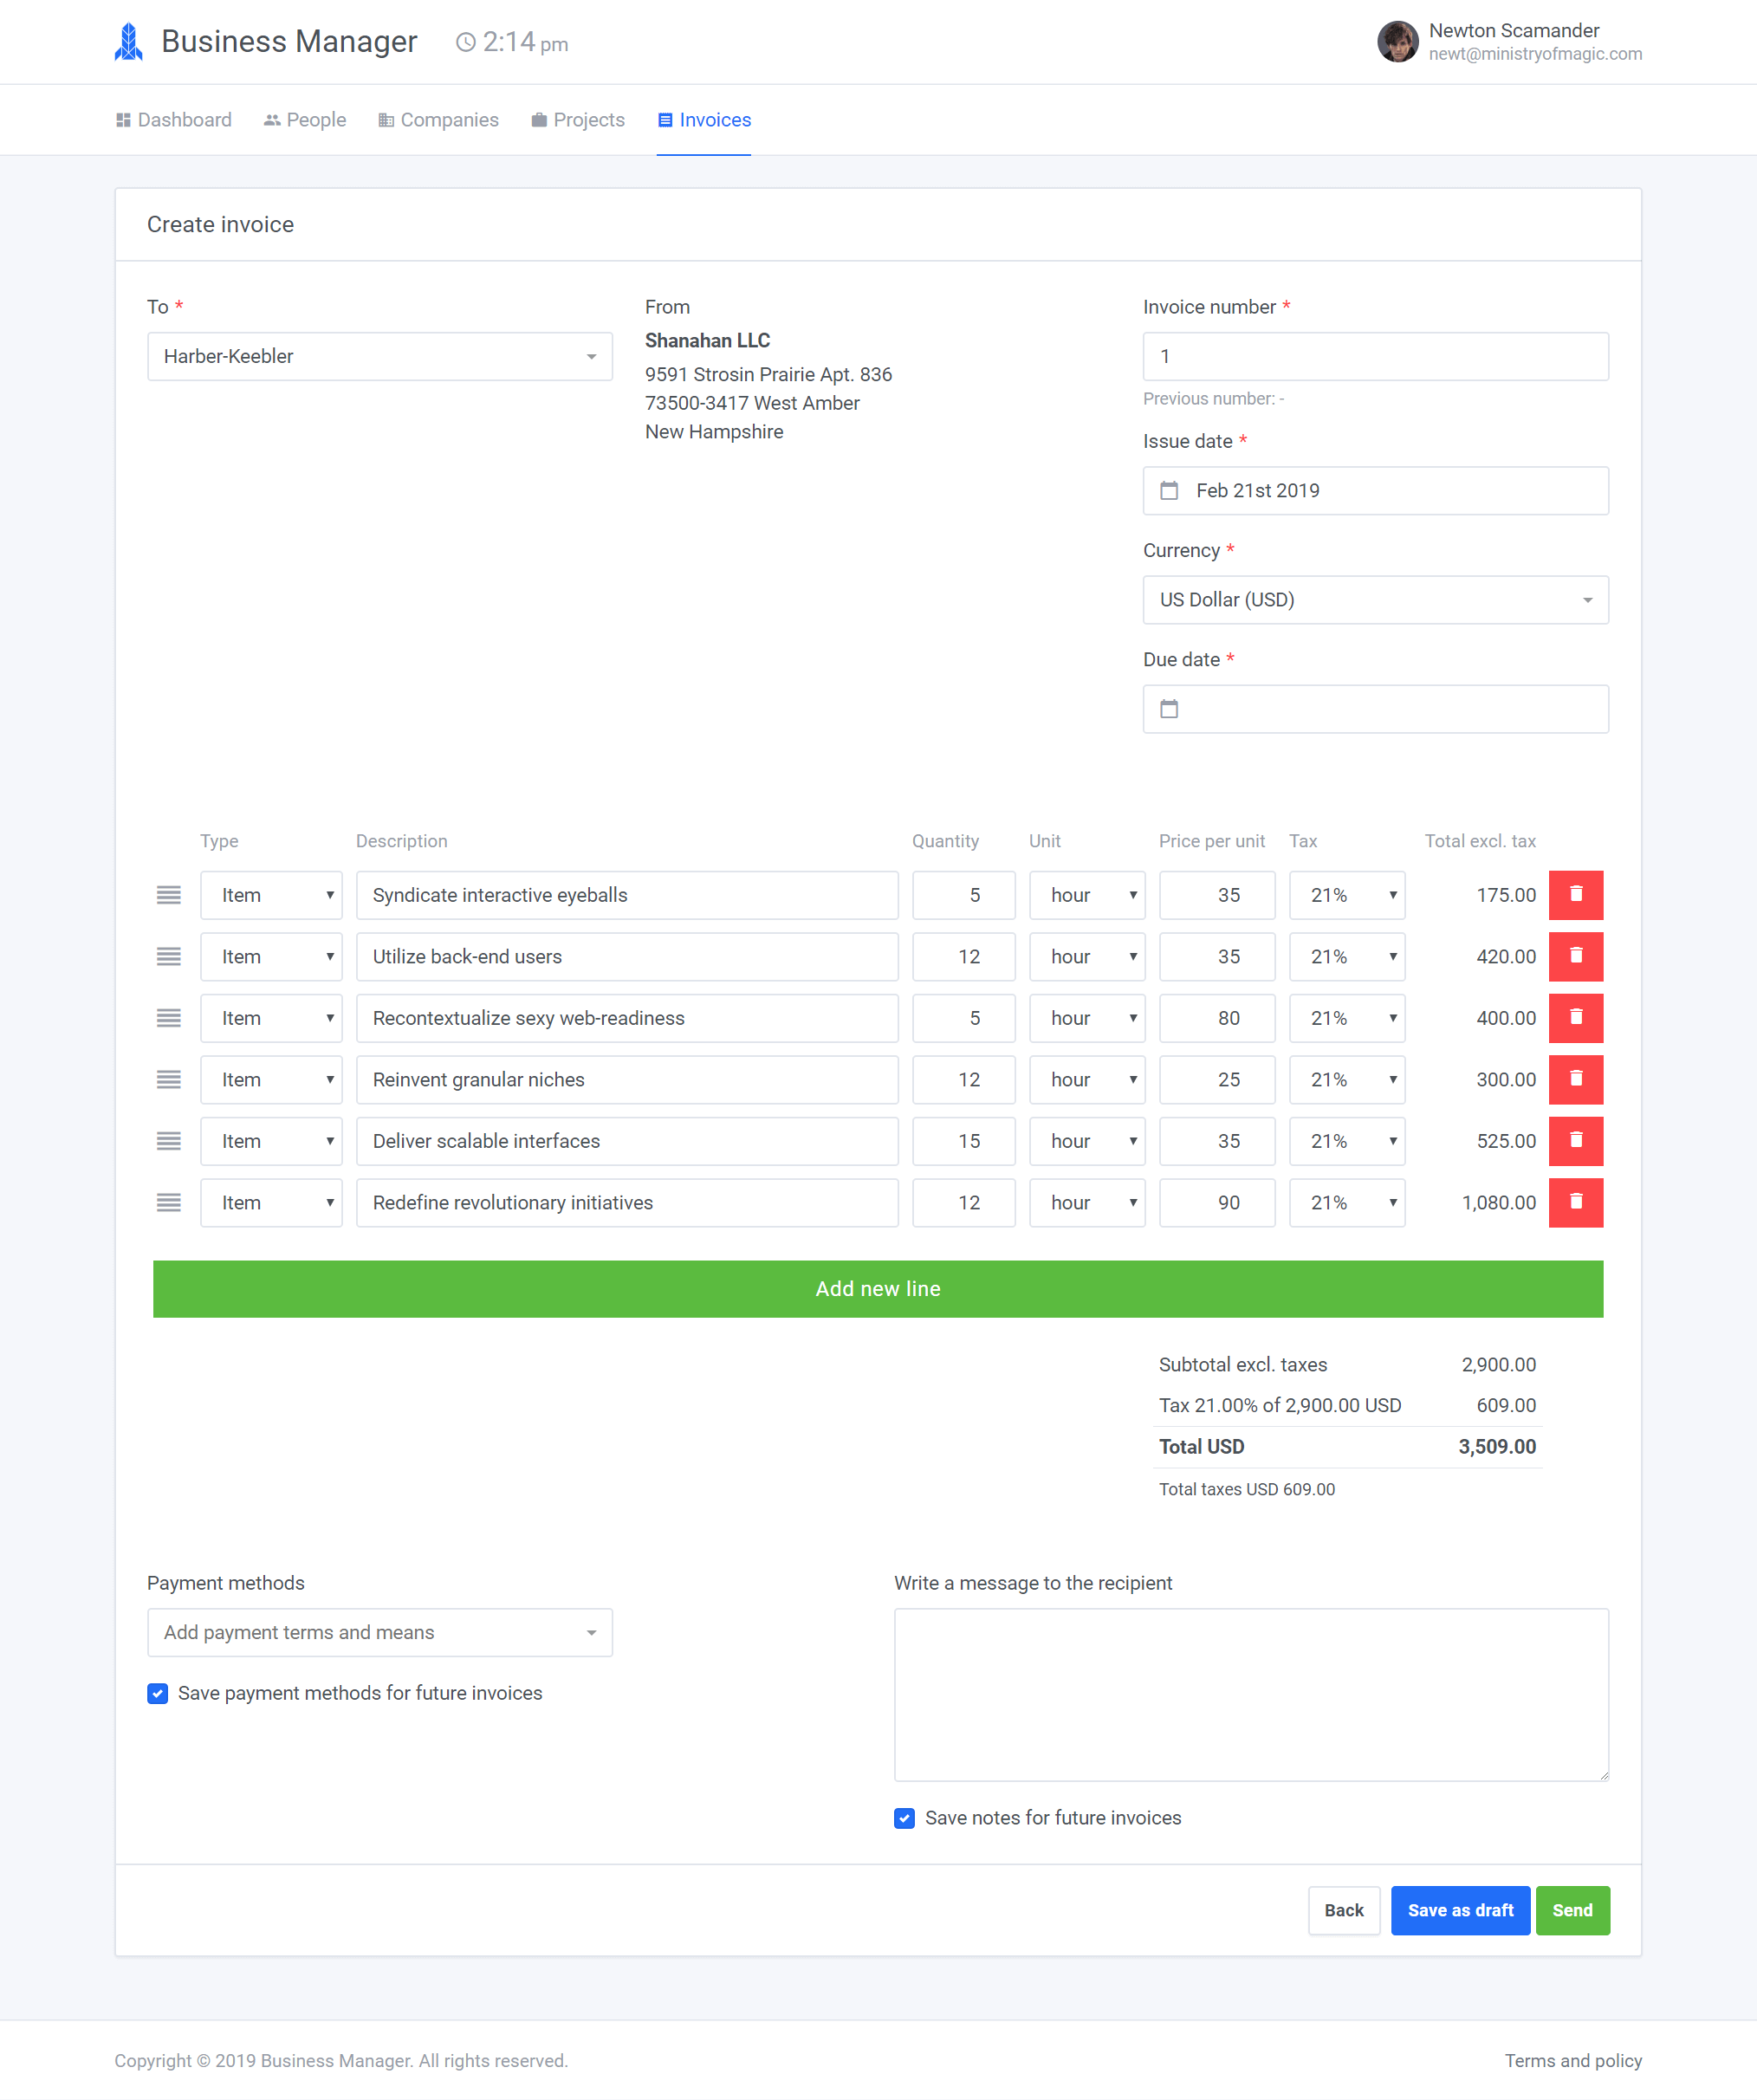 Business Manager
2:14 pm
Newton Scamander
newt@ministryofmagic.com
Dashboard People Companies Projects Invoices
Create invoice
To *
Harber-Keebler
From
Shanahan LLC
9591 Strosin Prairie Apt. 836
73500-3417 West Amber
New Hampshire
Invoice number *
1
Previous number: -
Issue date *
Feb 21st 2019
Currency *
US Dollar (USD)
Due date *
Type Description Quantity Unit Price per unit Tax Total excl. tax
Item Syndicate interactive eyeballs 5 hour 35 21% 175.00
Item Utilize back-end users 12 hour 35 21% 420.00
Item Recontextualize sexy web-readiness 5 hour 80 21% 400.00
Item Reinvent granular niches 12 hour 25 21% 300.00
Item Deliver scalable interfaces 15 hour 35 21% 525.00
Item Redefine revolutionary initiatives 12 hour 90 21% 1,080.00
Add new line
Subtotal excl. taxes 2,900.00
Tax 21.00% of 2,900.00 USD 609.00
Total USD 3,509.00
Total taxes USD 609.00
Payment methods
Add payment terms and means
Save payment methods for future invoices
Write a message to the recipient
Save notes for future invoices
Back Save as draft Send
Copyright © 2019 Business Manager. All rights reserved. Terms and policy